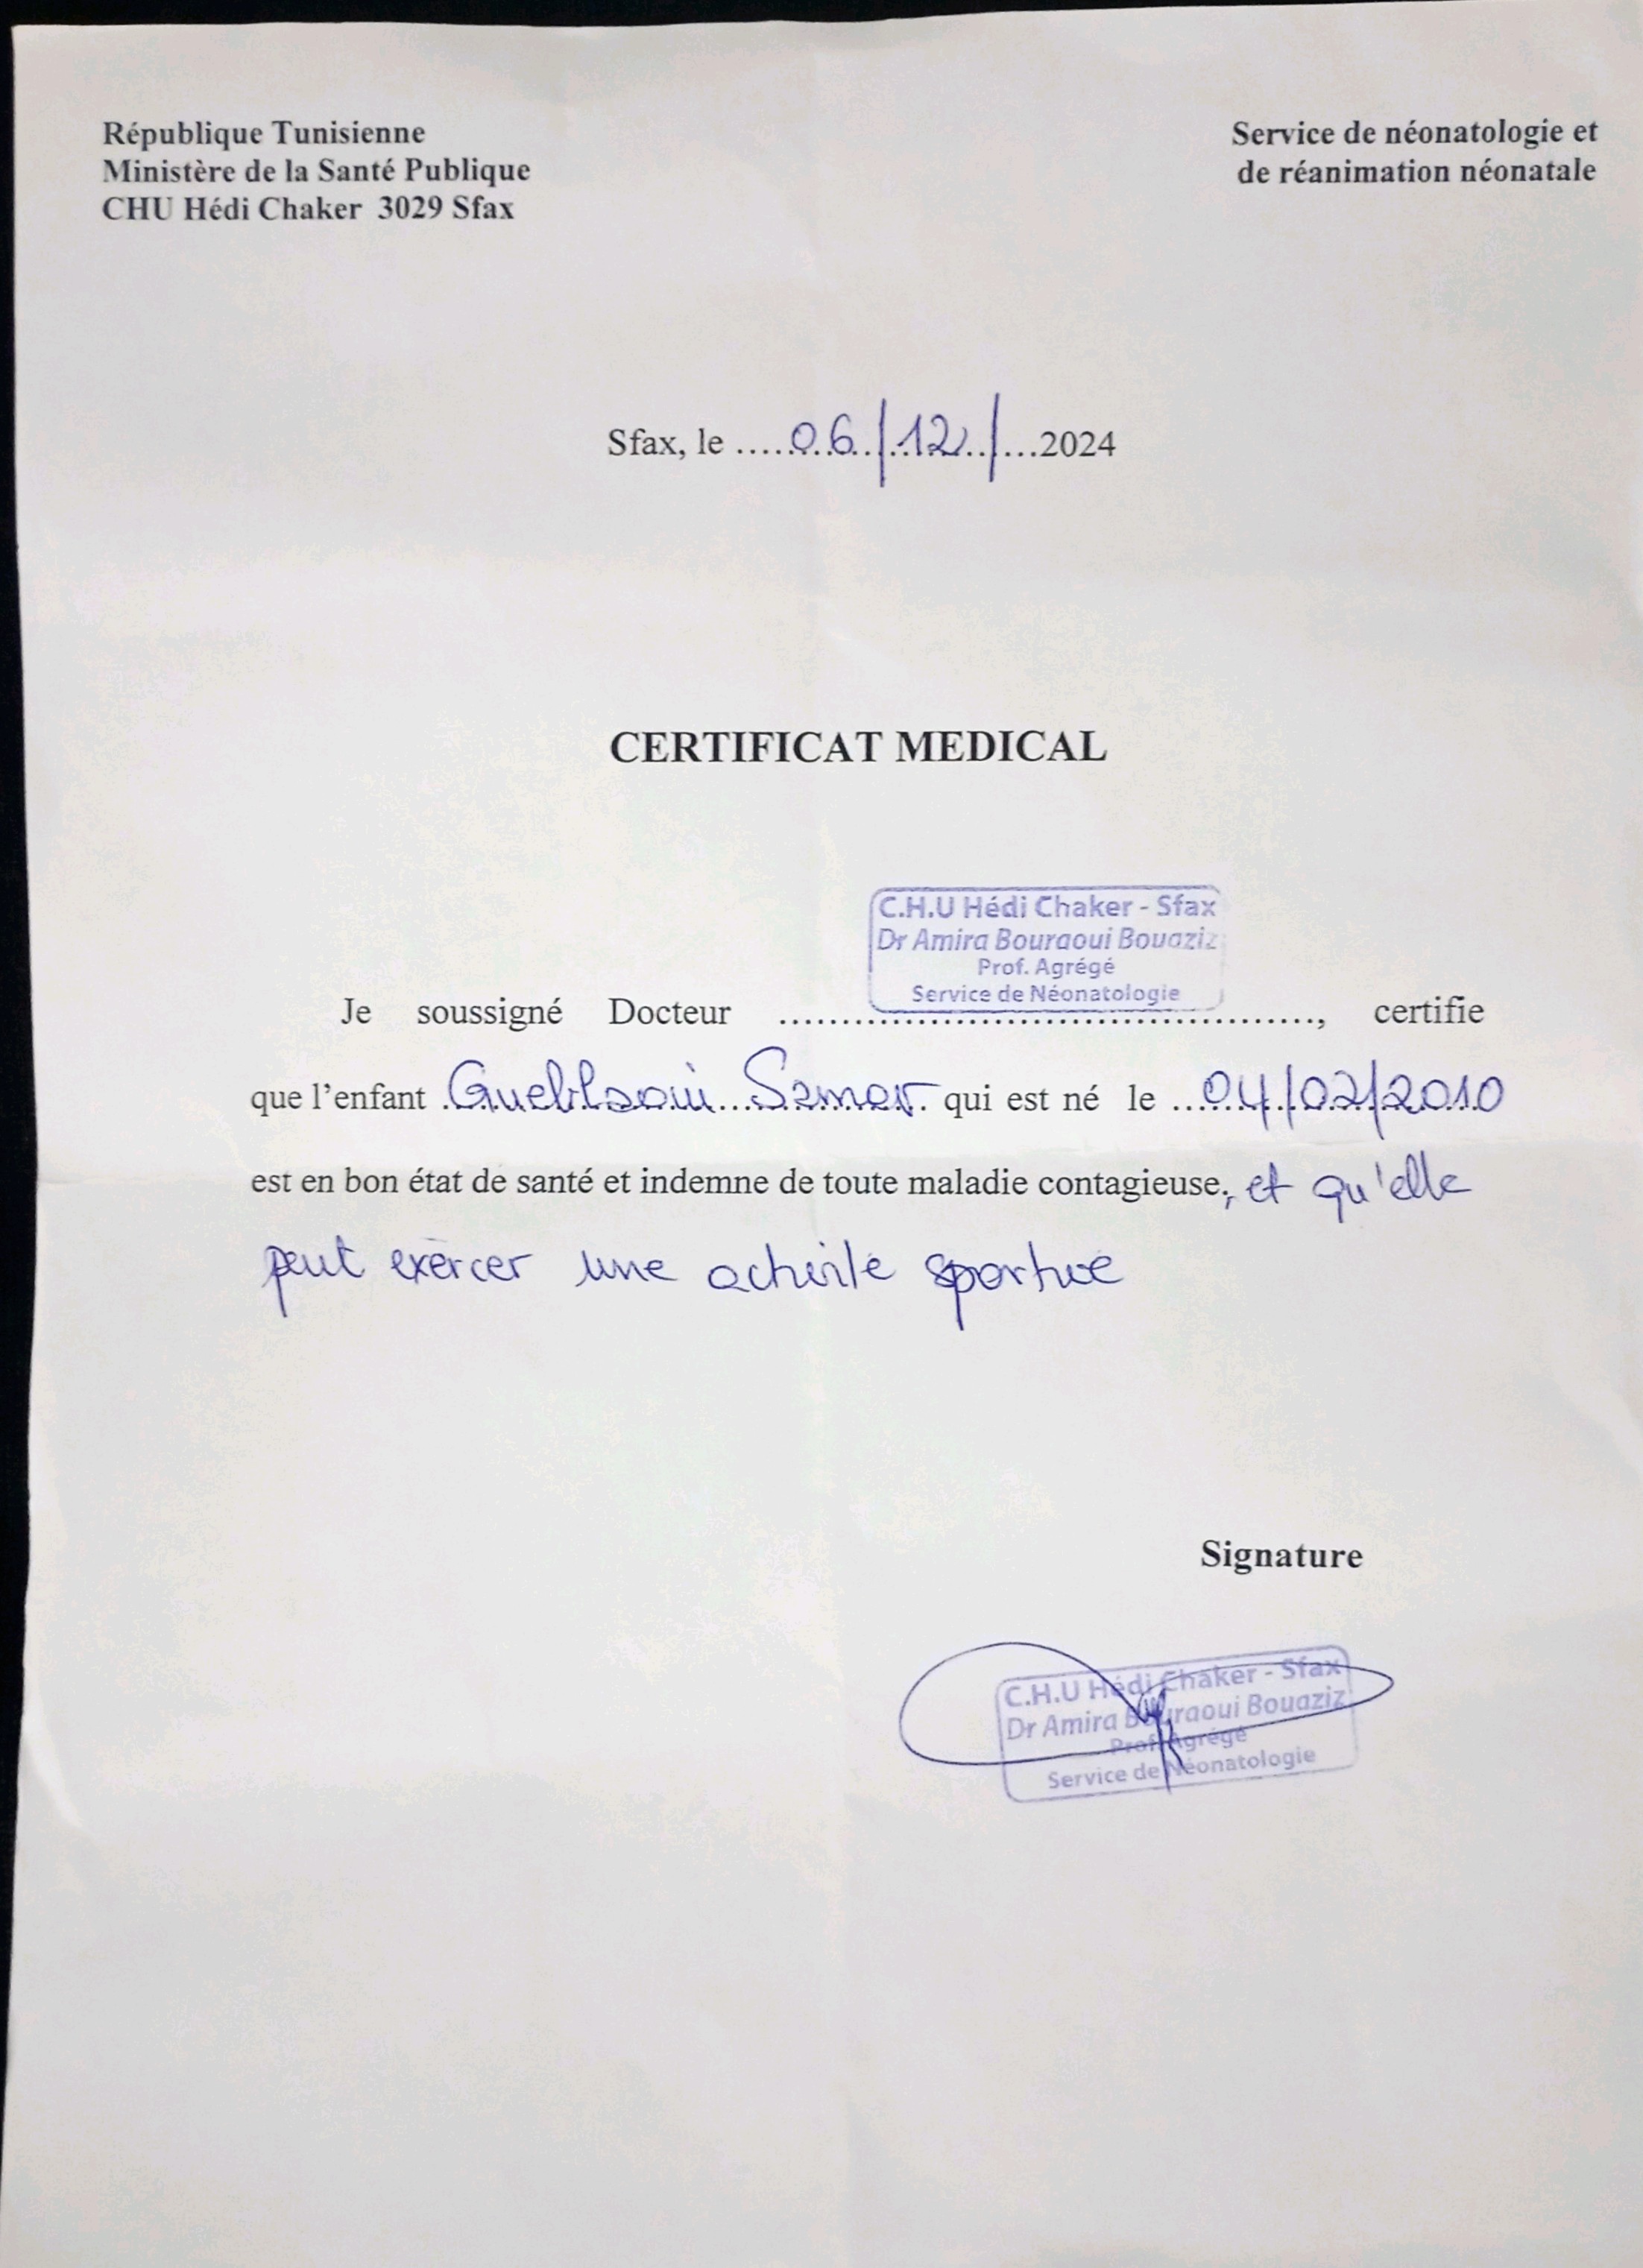 République Tunisienne
Ministère de la Santé Publique
CHU Hédi Chaker 3029 Sfax
Service de néonatologie et
de réanimation néonatale
Sfax, le .....06../..12../...2024
CERTIFICAT MEDICAL
C.H.U Hédi Chaker - Sfax
Dr Amira Bouraoui Bouaziz
Prof. Agrégé
Service de Néonatologie
Je soussigné Docteur ..........................................., certifie
que l'enfant Samar qui est né le 04/02/2010
est en bon état de santé et indemne de toute maladie contagieuse, et qu'elle
peut exercer une activité sportive
Signature
C.H.U Hédi Chaker - Sfax
Dr Amira Bouraoui Bouaziz
Prof. Agrégé
Service de Néonatologie